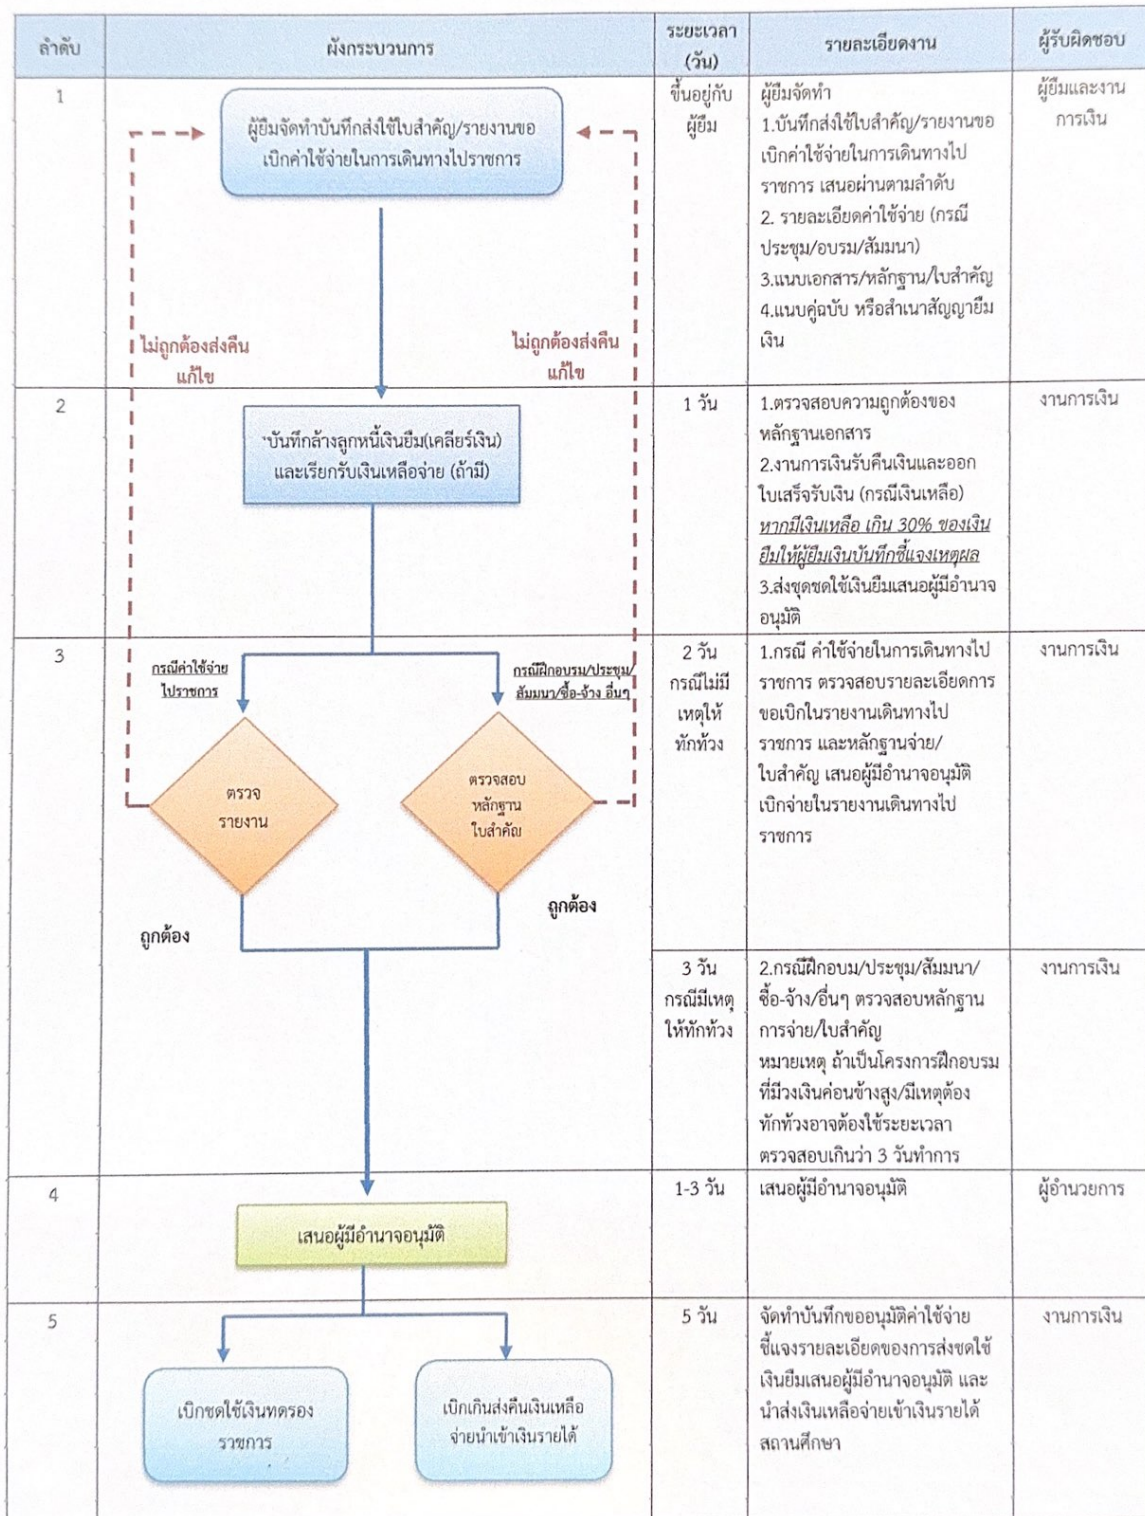 ลำดับ
ผังกระบวนการ
ระยะเวลา
(วัน)
รายละเอียดงาน
ผู้รับผิดชอบ
1
ผู้ยืมจัดทำบันทึกส่งใช้ใบสำคัญ/รายงานขอ
เบิกค่าใช้จ่ายในการเดินทางไปราชการ
ไม่ถูกต้องส่งคืน
แก้ไข
ไม่ถูกต้องส่งคืน
แก้ไข
ขึ้นอยู่กับ
ผู้ยืม
ผู้ยืมจัดทำ
1.บันทึกส่งใช้ใบสำคัญ/รายงานขอ
เบิกค่าใช้จ่ายในการเดินทางไป
ราชการ เสนอผ่านตามลำดับ
2. รายละเอียดค่าใช้จ่าย (กรณี
ประชุม/อบรม/สัมมนา)
3.แนบเอกสาร/หลักฐาน/ใบสำคัญ
4.แนบคู่ฉบับ หรือสำเนาสัญญายืม
เงิน
ผู้ยืมและงาน
การเงิน
2
บันทึกล้างลูกหนี้เงินยืม(เคลียร์เงิน)
และเรียกรับเงินเหลือจ่าย (ถ้ามี)
1 วัน
1.ตรวจสอบความถูกต้องของ
หลักฐานเอกสาร
2.งานการเงินรับคืนเงินและออก
ใบเสร็จรับเงิน (กรณีเงินเหลือ)
หากมีเงินเหลือ เกิน 30% ของเงิน
ยืมให้ผู้ยืมเงินบันทึกชี้แจงเหตุผล
3.ส่งชุดชดใช้เงินยืมเสนอผู้มีอำนาจ
อนุมัติ
งานการเงิน
3
กรณีค่าใช้จ่าย
ไปราชการ
กรณีฝึกอบรม/ประชุม/
สัมมนา/ซื้อ-จ้าง อื่นๆ
ตรวจ
รายงาน
ตรวจสอบ
หลักฐาน
ใบสำคัญ
ถูกต้อง
ถูกต้อง
2 วัน
กรณีไม่มี
เหตุให้
ทักท้วง
1.กรณี ค่าใช้จ่ายในการเดินทางไป
ราชการ ตรวจสอบรายละเอียดการ
ขอเบิกในรายงานเดินทางไป
ราชการ และหลักฐานจ่าย/
ใบสำคัญ เสนอผู้มีอำนาจอนุมัติ
เบิกจ่ายในรายงานเดินทางไป
ราชการ
งานการเงิน
3 วัน
กรณีมีเหตุ
ให้ทักท้วง
2.กรณีฝึกอบม/ประชุม/สัมมนา/
ซื้อ-จ้าง/อื่นๆ ตรวจสอบหลักฐาน
การจ่าย/ใบสำคัญ
หมายเหตุ ถ้าเป็นโครงการฝึกอบรม
ที่มีวงเงินค่อนข้างสูง/มีเหตุต้อง
ทักท้วงอาจต้องใช้ระยะเวลา
ตรวจสอบเกินว่า 3 วันทำการ
งานการเงิน
4
เสนอผู้มีอำนาจอนุมัติ
1-3 วัน
เสนอผู้มีอำนาจอนุมัติ
ผู้อำนวยการ
5
เบิกชดใช้เงินทดรอง
ราชการ
เบิกเกินส่งคืนเงินเหลือ
จ่ายนำเข้าเงินรายได้
5 วัน
จัดทำบันทึกขออนุมัติค่าใช้จ่าย
ชี้แจงรายละเอียดของการส่งชดใช้
เงินยืมเสนอผู้มีอำนาจอนุมัติ และ
นำส่งเงินเหลือจ่ายเข้าเงินรายได้
สถานศึกษา
งานการเงิน